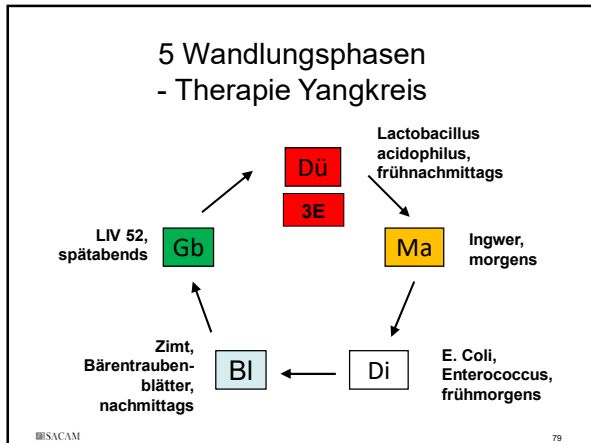 5 Wandlungsphasen
- Therapie Yangkreis
Lactobacillus
acidophilus,
frühnachmittags
Dü
3E
LIV 52,
spätabends
Gb
Ma
Ingwer,
morgens
Zimt,
Bärentrauben-
blätter,
nachmittags
Bl
Di
E. Coli,
Enterococcus,
frühmorgens
SACAM
79